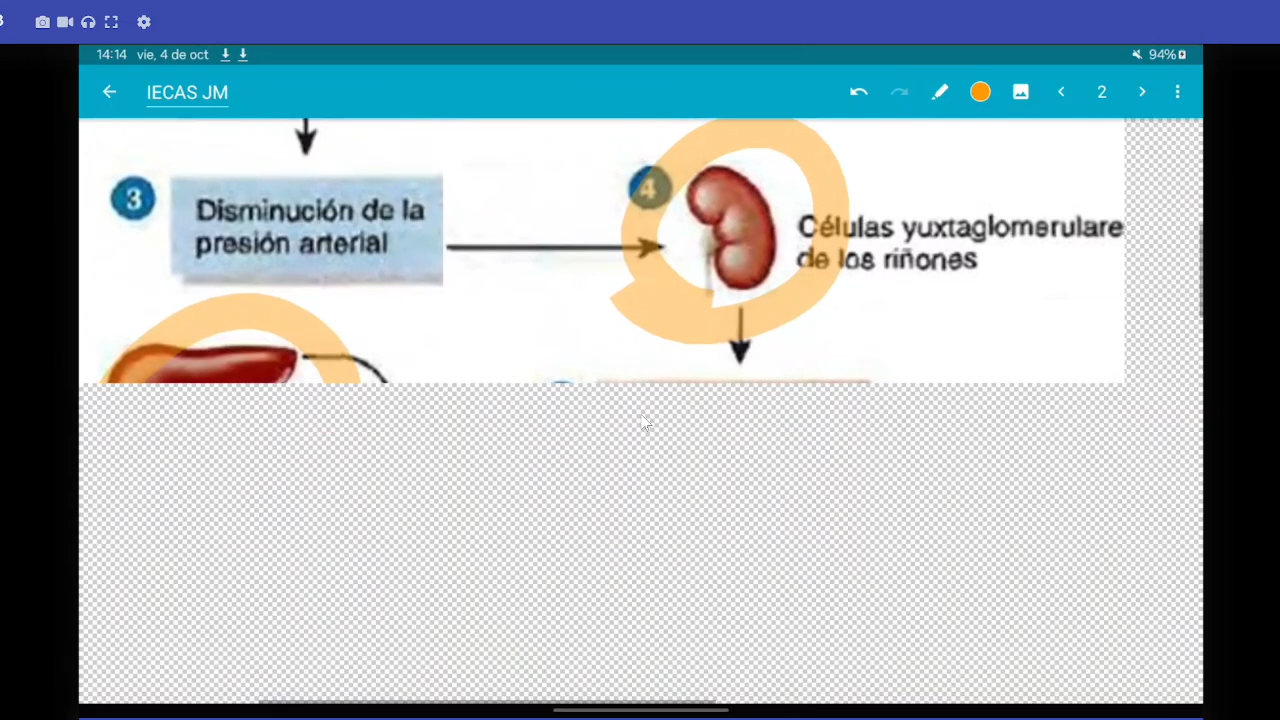 14:14 vie, 4 de oct
94%
IECAS JM
2
3
Disminución de la
presión arterial
4
Células yuxtaglomerulare
de los riñones